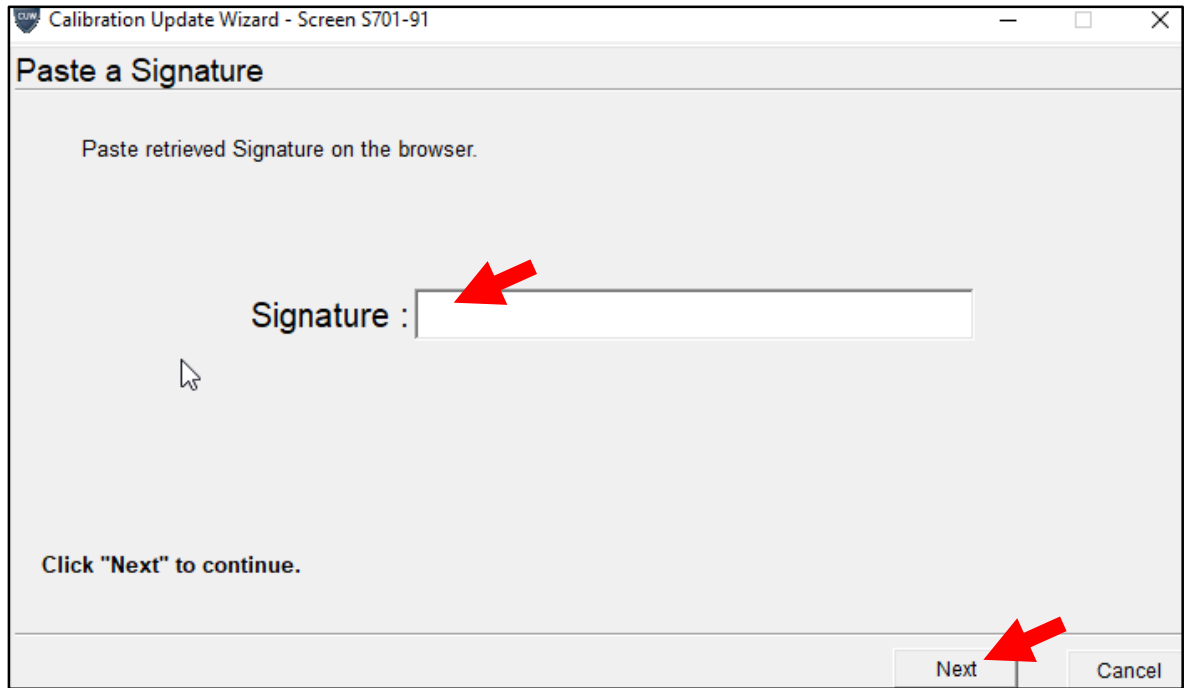 CUW
Calibration Update Wizard - Screen S701-91
Paste a Signature
Paste retrieved Signature on the browser.
Signature :
Click "Next" to continue.
Next
Cancel